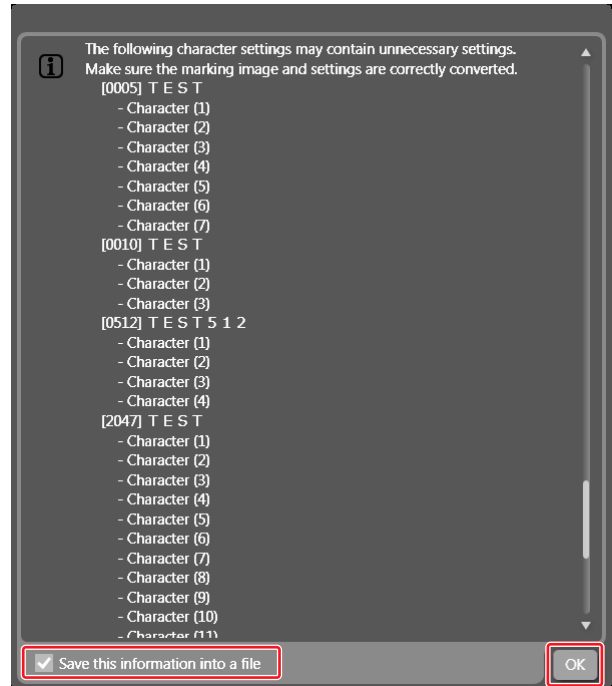 The following character settings may contain unnecessary settings.
Make sure the marking image and settings are correctly converted.
[0005] T E S T
- Character (1)
- Character (2)
- Character (3)
- Character (4)
- Character (5)
- Character (6)
- Character (7)
[0010] T E S T
- Character (1)
- Character (2)
- Character (3)
[0512] T E S T 5 1 2
- Character (1)
- Character (2)
- Character (3)
- Character (4)
[2047] T E S T
- Character (1)
- Character (2)
- Character (3)
- Character (4)
- Character (5)
- Character (6)
- Character (7)
- Character (8)
- Character (9)
- Character (10)
- Character (11)
Save this information into a file
OK